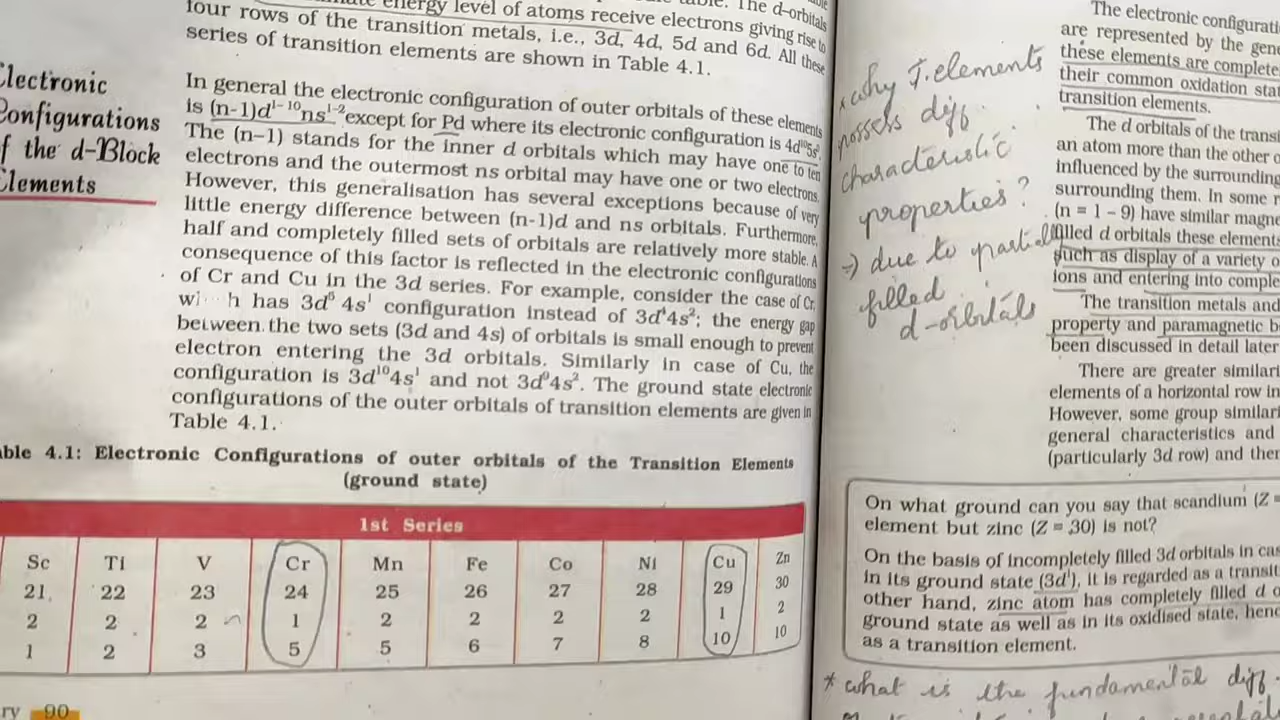 energy level of atoms receive electrons giving rise to
four rows of the transition metals, i.e., 3d, 4d, 5d and 6d. All these
series of transition elements are shown in Table 4.1.
Electronic
Configurations
of the d-Block
Elements
In general the electronic configuration of outer orbitals of these elements
is (n-1)d¹⁻¹⁰ns¹⁻² except for Pd where its electronic configuration is 4d¹⁰5s⁰.
The (n–1) stands for the inner d orbitals which may have one to ten
electrons and the outermost ns orbital may have one or two electrons.
However, this generalisation has several exceptions because of very
little energy difference between (n-1)d and ns orbitals. Furthermore,
half and completely filled sets of orbitals are relatively more stable. A
consequence of this factor is reflected in the electronic configurations
of Cr and Cu in the 3d series. For example, consider the case of Cr,
h has 3d⁵ 4s¹ configuration instead of 3d⁴4s²; the energy gap
between the two sets (3d and 4s) of orbitals is small enough to prevent
electron entering the 3d orbitals. Similarly in case of Cu, the
configuration is 3d¹⁰4s¹ and not 3d⁹4s². The ground state electronic
configurations of the outer orbitals of transition elements are given in
Table 4.1.
able 4.1: Electronic Configurations of outer orbitals of the Transition Elements
(ground state)
1st Series
Sc Ti V Cr Mn Fe Co Ni Cu Zn
21 22 23 24 25 26 27 28 29 30
2 2 2 1 2 2 2 2 1 2
1 2 3 5 5 6 7 8 10 10
ry 90
* why T.elements
possess diff.
characteristic
properties?
⇒ due to partial
filled
d-orbitals
The electronic configurati
are represented by the gene
these elements are complete
their common oxidation stat
transition elements.
The d orbitals of the transi
an atom more than the other o
influenced by the surrounding
surrounding them. In some r
(n = 1 – 9) have similar magne
filled d orbitals these element
such as display of a variety o
ions and entering into comple
The transition metals and
property and paramagnetic b
been discussed in detail later
There are greater similari
elements of a horizontal row in
However, some group similar
general characteristics and
(particularly 3d row) and then
On what ground can you say that scandium (Z =
element but zinc (Z = 30) is not?
On the basis of incompletely filled 3d orbitals in cas
in its ground state (3d¹), it is regarded as a transit
other hand, zinc atom has completely filled d o
ground state as well as in its oxidised state, henc
as a transition element.
* what is the fundamental diff.